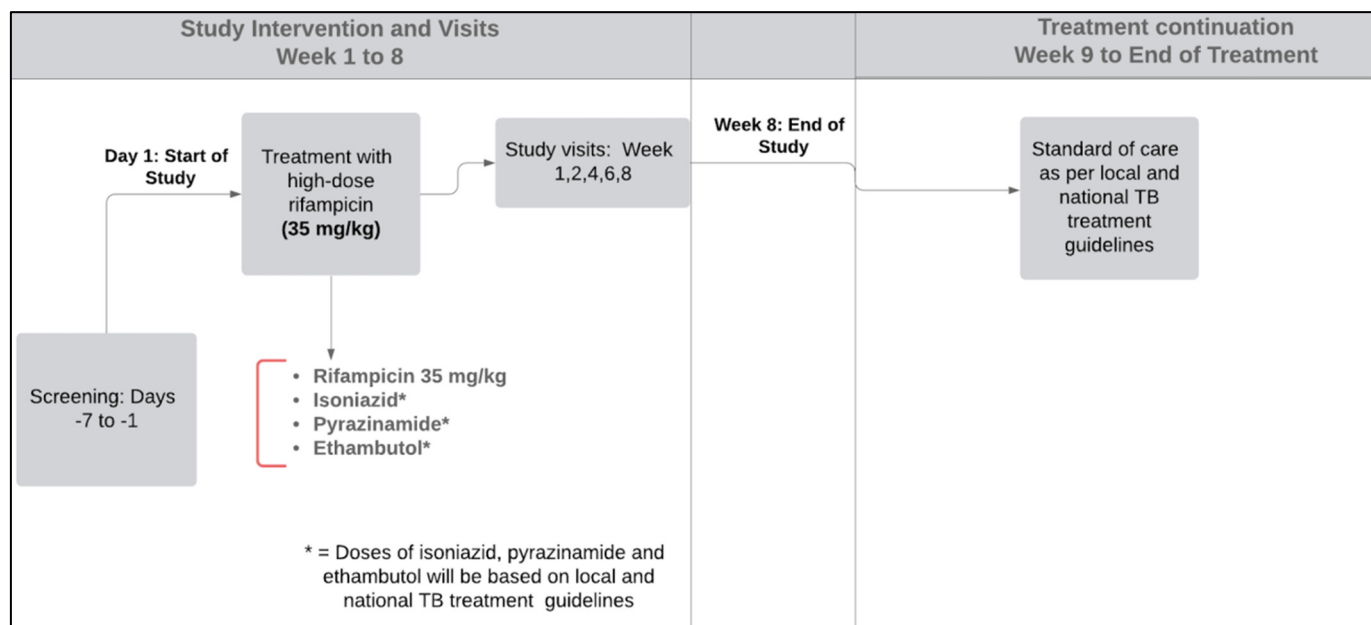 Study Intervention and Visits
Week 1 to 8
Treatment continuation
Week 9 to End of Treatment
Day 1: Start of
Study
Treatment with
high-dose
rifampicin
(35 mg/kg)
Study visits:  Week
1,2,4,6,8
Week 8: End of
Study
Standard of care
as per local and
national TB
treatment
guidelines
Screening: Days
-7 to -1
• Rifampicin 35 mg/kg
• Isoniazid*
• Pyrazinamide*
• Ethambutol*
* = Doses of isoniazid, pyrazinamide and
ethambutol will be based on local and
national TB treatment  guidelines